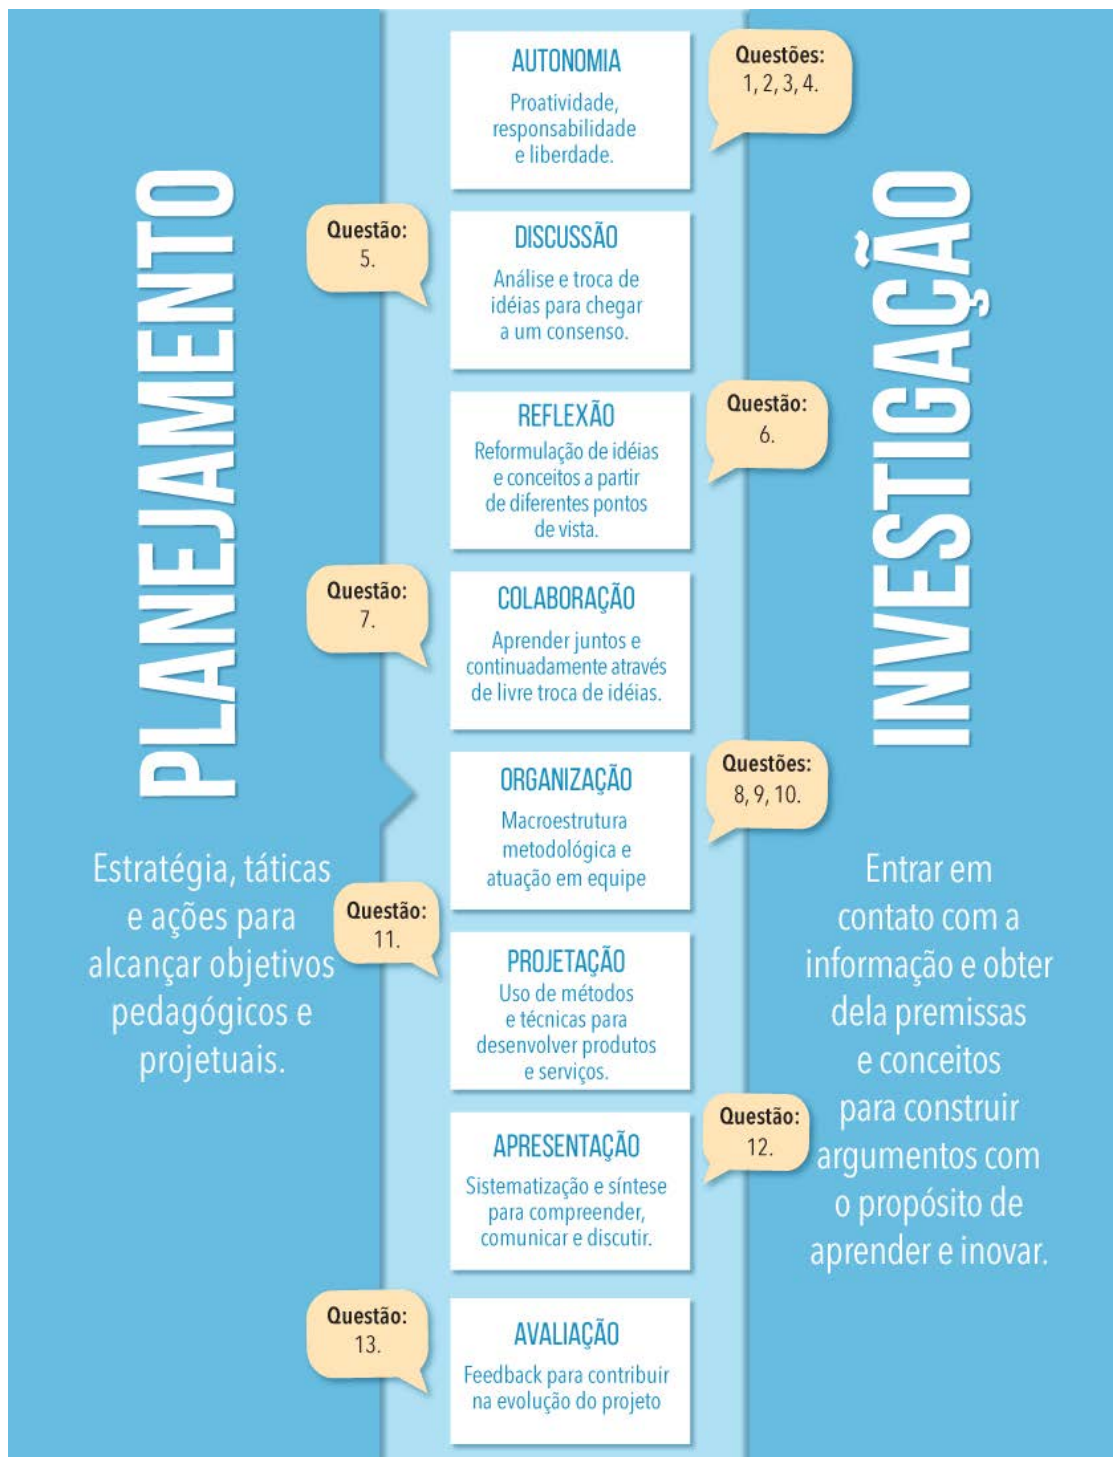 PLANEJAMENTO
Estratégia, táticas
e ações para
alcançar objetivos
pedagógicos e
projetuais.
AUTONOMIA
Proatividade,
responsabilidade
e liberdade.
Questões:
1, 2, 3, 4.
DISCUSSÃO
Análise e troca de
idéias para chegar
a um consenso.
Questão:
5.
REFLEXÃO
Reformulação de idéias
e conceitos a partir
de diferentes pontos
de vista.
Questão:
6.
COLABORAÇÃO
Aprender juntos e
continuadamente através
de livre troca de idéias.
Questão:
7.
ORGANIZAÇÃO
Macroestrutura
metodológica e
atuação em equipe
Questões:
8, 9, 10.
PROJETAÇÃO
Uso de métodos
e técnicas para
desenvolver produtos
e serviços.
Questão:
11.
APRESENTAÇÃO
Sistematização e síntese
para compreender,
comunicar e discutir.
Questão:
12.
AVALIAÇÃO
Feedback para contribuir
na evolução do projeto
Questão:
13.
INVESTIGAÇÃO
Entrar em
contato com a
informação e obter
dela premissas
e conceitos
para construir
argumentos com
o propósito de
aprender e inovar.